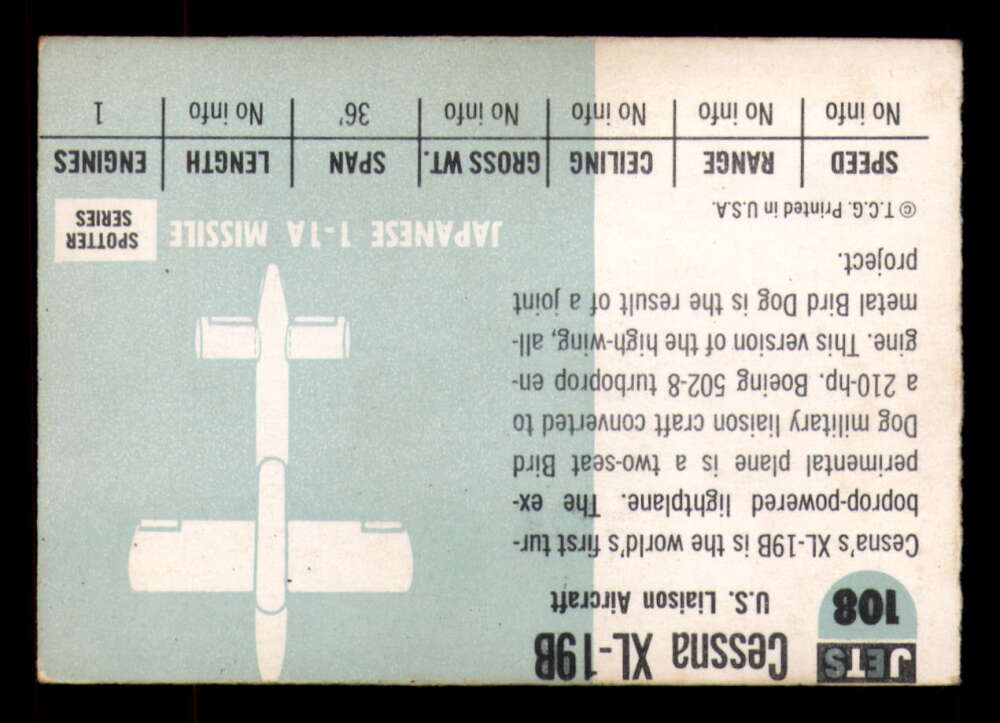 JETS
108
Cessna XL-19B
U.S. Liaison Aircraft
Cesna's XL-19B is the world's first tur-
boprop-powered lightplane. The ex-
perimental plane is a two-seat Bird
Dog military liaison craft converted to
a 210-hp. Boeing 502-8 turboprop en-
gine. This version of the high-wing, all-
metal Bird Dog is the result of a joint
project.
© T.C.G. Printed in U.S.A.
JAPANESE 1-1A MISSILE
SPOTTER
SERIES
SPEED RANGE CEILING GROSS WT. SPAN LENGTH ENGINES
No info No info No info No info 36' No info 1